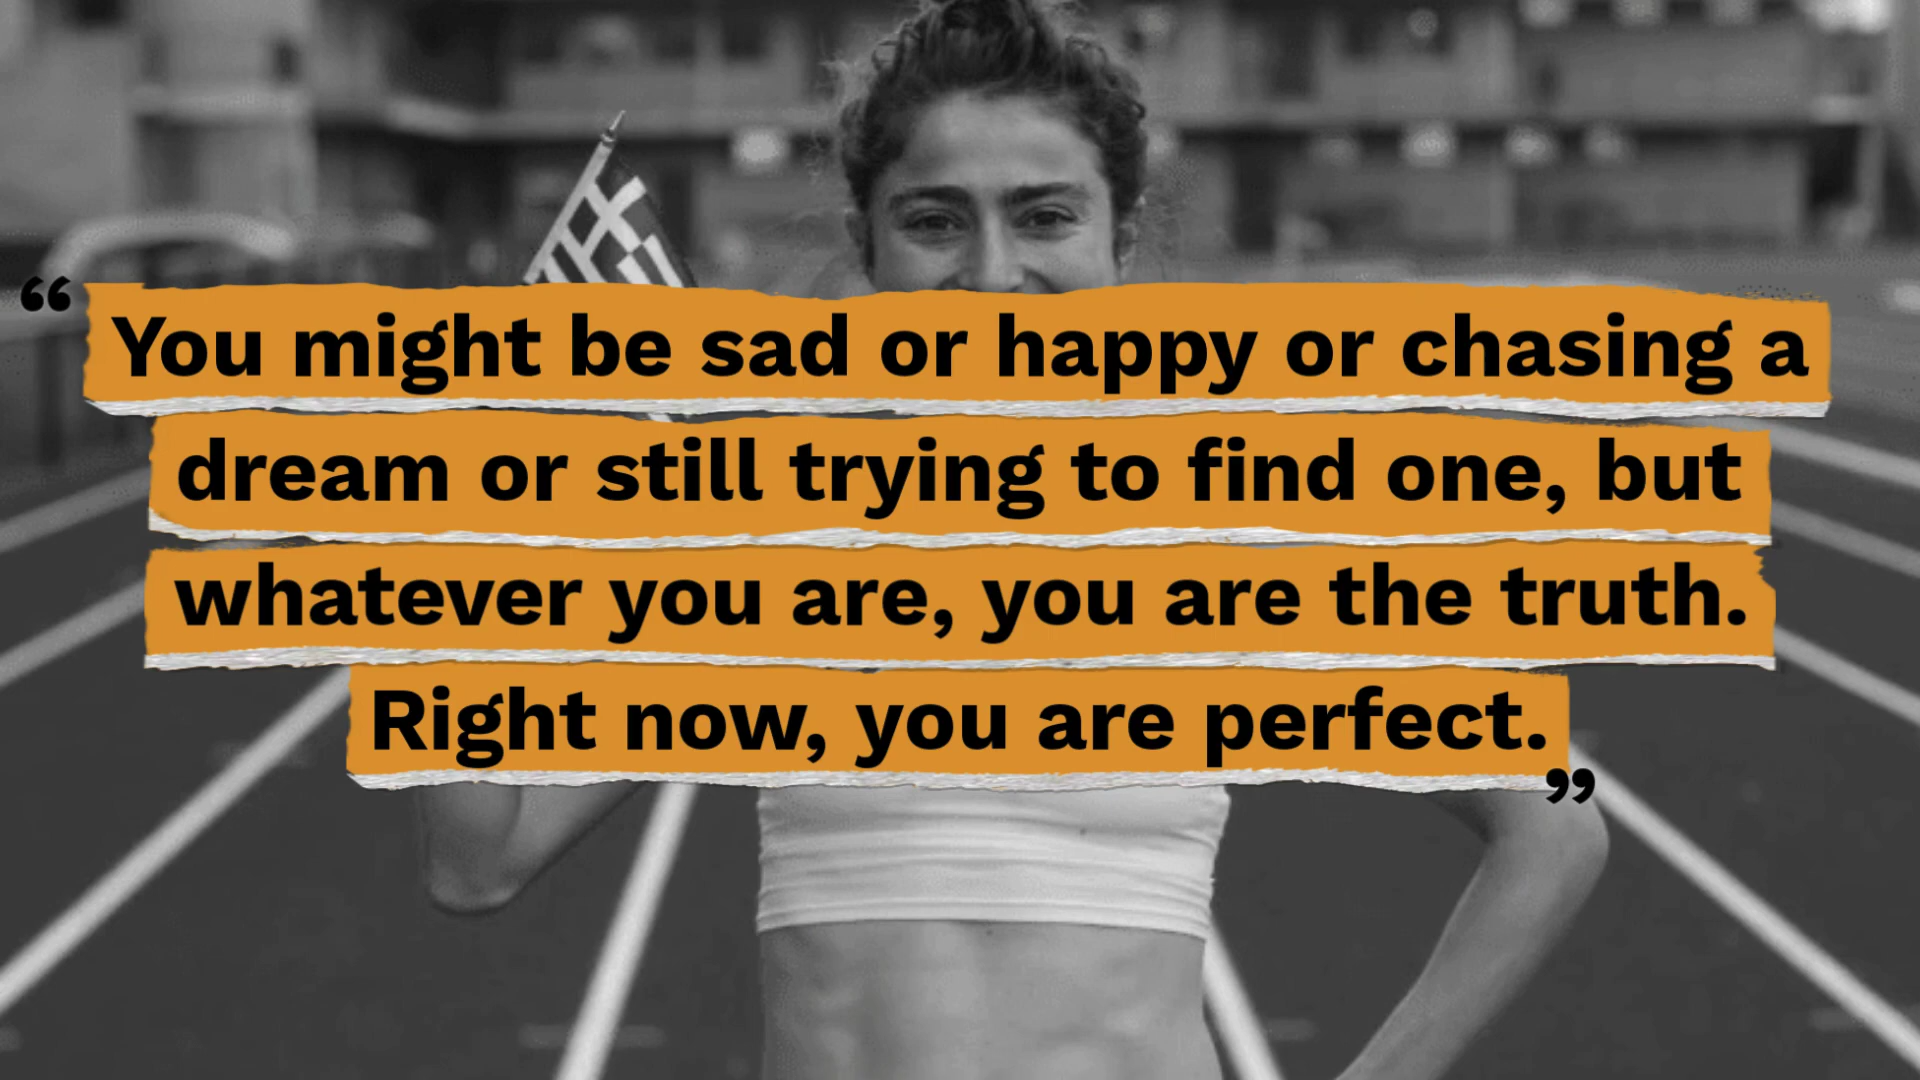 “You might be sad or happy or chasing a
dream or still trying to find one, but
whatever you are, you are the truth.
Right now, you are perfect.”